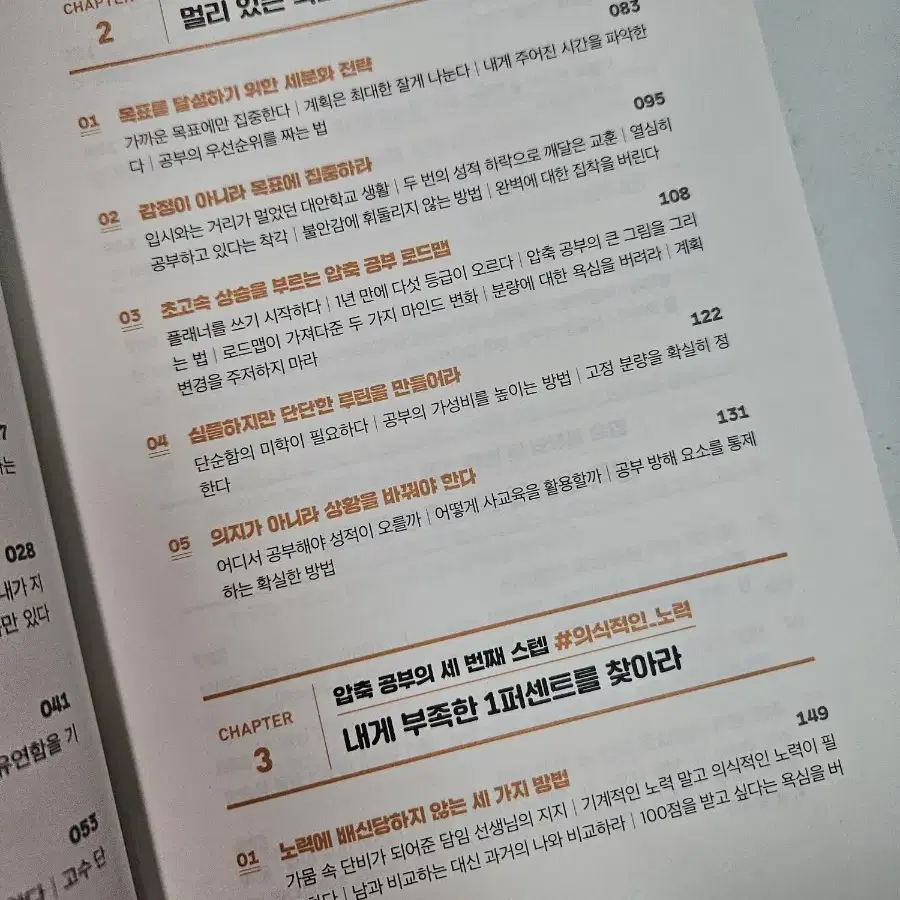 CHAPTER
2
멀리 있는
083
01 목표를 달성하기 위한 세분화 전략
가까운 목표에만 집중한다 | 계획은 최대한 잘게 나눈다 | 내게 주어진 시간을 파악한
다 | 공부의 우선순위를 짜는 법
095
02 감정이 아니라 목표에 집중하라
입시와는 거리가 멀었던 대안학교 생활 | 두 번의 성적 하락으로 깨달은 교훈 | 열심히
공부하고 있다는 착각 | 불안감에 휘둘리지 않는 방법 | 완벽에 대한 집착을 버린다
108
03 초고속 상승을 부르는 압축 공부 로드맵
플래너를 쓰기 시작하다 | 1년 만에 다섯 등급이 오르다 | 압축 공부의 큰 그림을 그리
는 법 | 로드맵이 가져다준 두 가지 마인드 변화 | 분량에 대한 욕심을 버려라 | 계획
변경을 주저하지 마라
122
04 심플하지만 단단한 루틴을 만들어라
단순함의 미학이 필요하다 | 공부의 가성비를 높이는 방법 | 고정 분량을 확실히 정
한다
131
05 의지가 아니라 상황을 바꿔야 한다
어디서 공부해야 성적이 오를까 | 어떻게 사교육을 활용할까 | 공부 방해 요소를 통제
하는 확실한 방법
압축 공부의 세 번째 스텝 #의식적인_노력
CHAPTER
3
내게 부족한 1퍼센트를 찾아라
149
01 노력에 배신당하지 않는 세 가지 방법
가뭄 속 단비가 되어준 담임 선생님의 지지 | 기계적인 노력 말고 의식적인 노력이 필
| 남과 비교하는 대신 과거의 나와 비교하라 | 100점을 받고 싶다는 욕심을 버
7
는
028
내가 지
만 있다
041
유연함을 기
053
| 고수 단